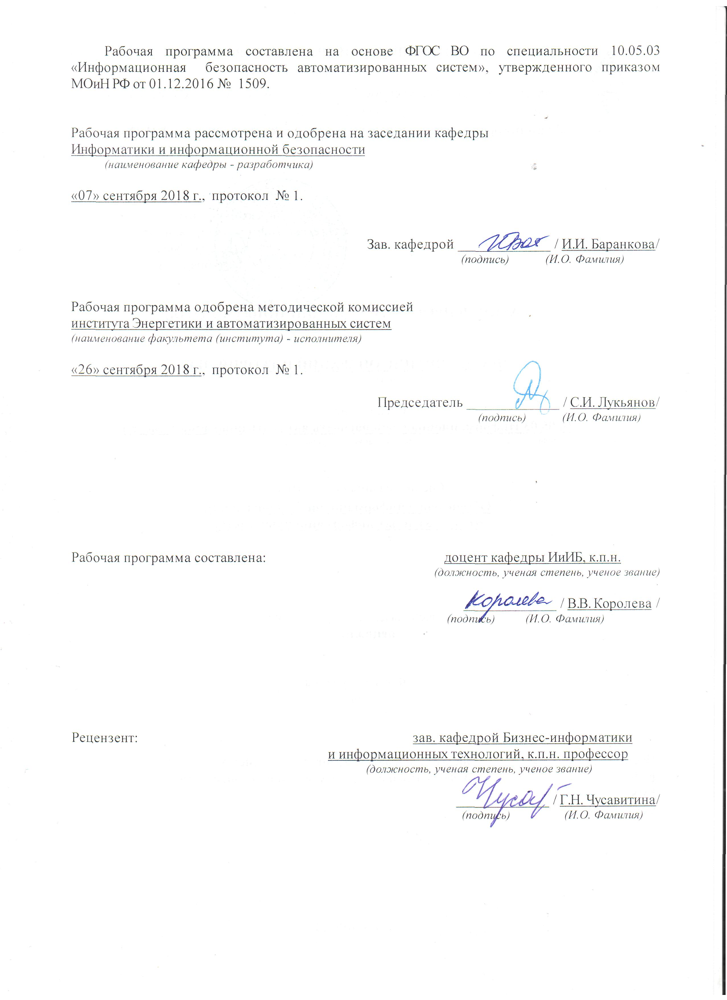 Рабочая программа составлена на основе ФГОС ВО по специальности 10.05.03
«Информационная безопасность автоматизированных систем», утвержденного приказом
МОиН РФ от 01.12.2016 № 1509.
Рабочая программа рассмотрена и одобрена на заседании кафедры
Информатики и информационной безопасности
(наименование кафедры - разработчика)
«07» сентября 2018 г., протокол № 1.
Зав. кафедрой _______________ / И.И. Баранкова/
(подпись) (И.О. Фамилия)
Рабочая программа одобрена методической комиссией
института Энергетики и автоматизированных систем
(наименование факультета (института) - исполнителя)
«26» сентября 2018 г., протокол № 1.
Председатель _______________ / С.И. Лукьянов/
(подпись) (И.О. Фамилия)
Рабочая программа составлена: доцент кафедры ИиИБ, к.п.н.
(должность, ученая степень, ученое звание)
Королева / В.В. Королева /
(подпись) (И.О. Фамилия)
Рецензент: зав. кафедрой Бизнес-информатики
и информационных технологий, к.п.н. профессор
(должность, ученая степень, ученое звание)
_______________ / Г.Н. Чусавитина/
(подпись) (И.О. Фамилия)